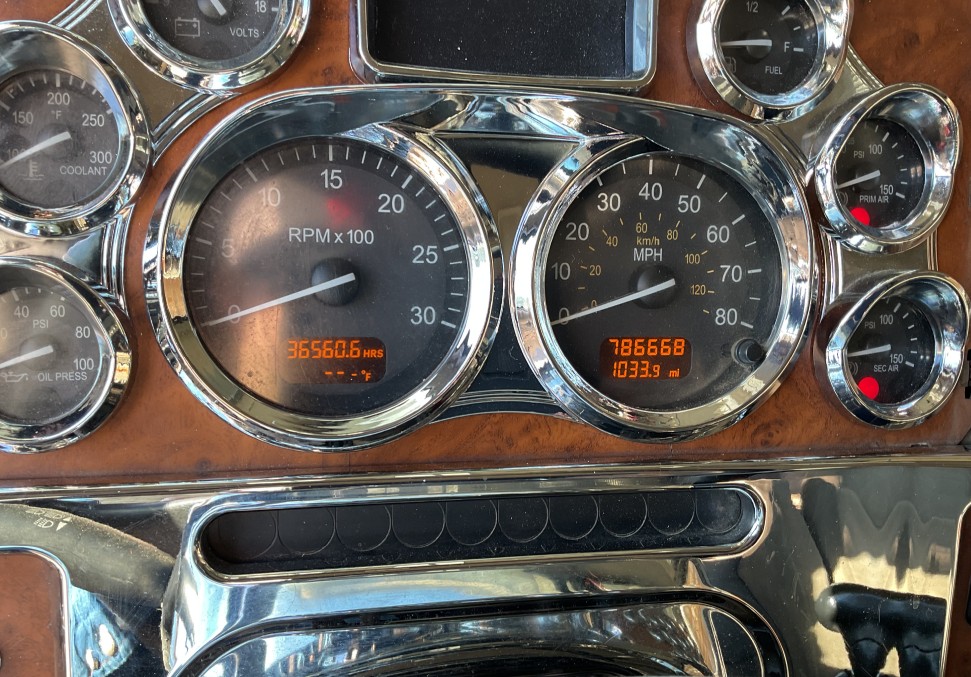 18
VOLTS
1/2
F
FUEL
150
200
°F
250
300
COOLANT
PSI
100
150
PRIM AIR
5
10
15
20
25
30
0
RPM x 100
36560.6 HRS
--.-°F
0
10
20
30
40
50
60
70
80
0
20
40
60
80
100
120
km/h
MPH
786668
1033.9 mi
40
60
PSI
80
100
OIL PRESS
PSI
100
150
SEC AIR